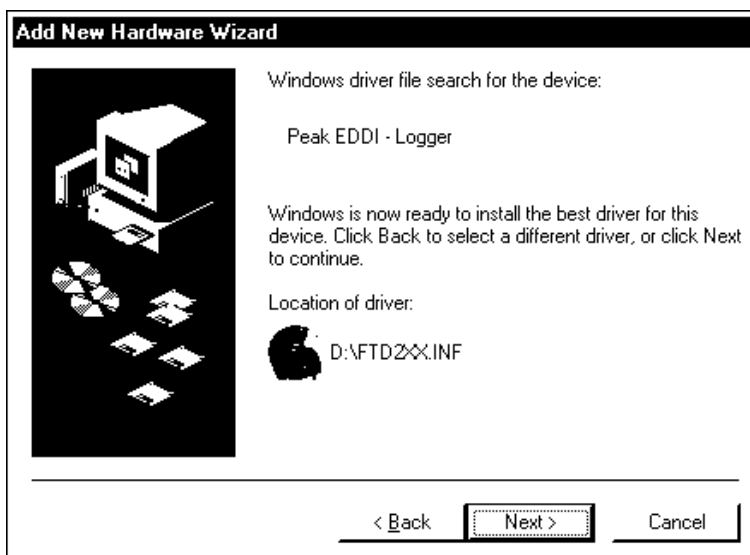 Add New Hardware Wizard
Windows driver file search for the device:
Peak EDDI - Logger
Windows is now ready to install the best driver for this
device. Click Back to select a different driver, or click Next
to continue.
Location of driver:
D:\FTD2XX.INF
< Back Next > Cancel